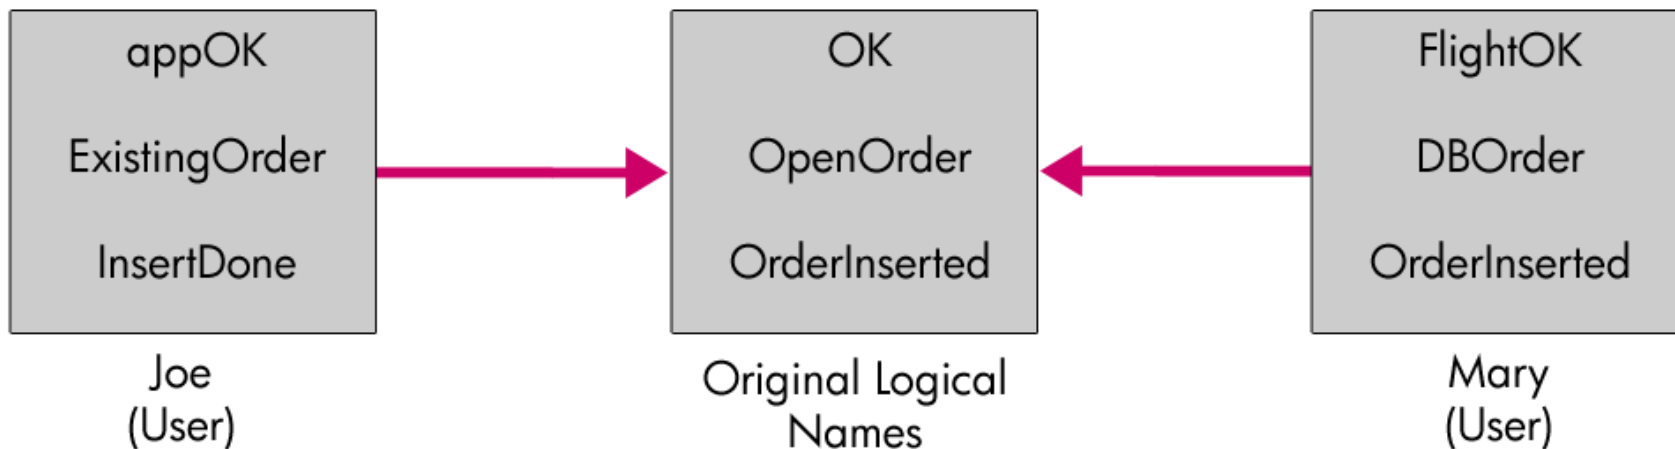 appOK
ExistingOrder
InsertDone
Joe
(User)
OK
OpenOrder
OrderInserted
Original Logical
Names
FlightOK
DBOrder
OrderInserted
Mary
(User)